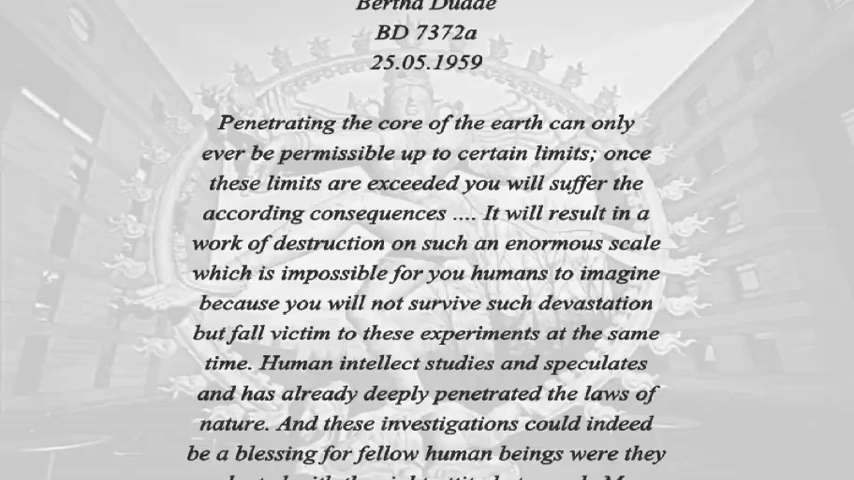 Bertha Dudde
BD 7372a
25.05.1959
Penetrating the core of the earth can only
ever be permissible up to certain limits; once
these limits are exceeded you will suffer the
according consequences .... It will result in a
work of destruction on such an enormous scale
which is impossible for you humans to imagine
because you will not survive such devastation
but fall victim to these experiments at the same
time. Human intellect studies and speculates
and has already deeply penetrated the laws of
nature. And these investigations could indeed
be a blessing for fellow human beings were they